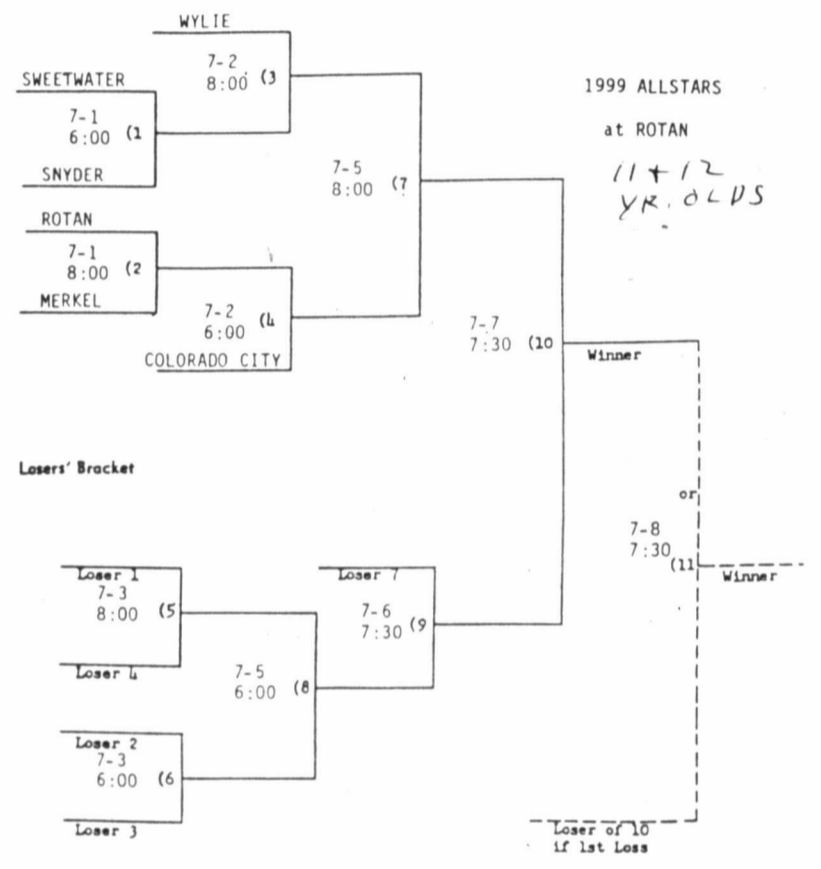 WYLIE
7-2
8:00 (3
SWEETWATER
7-1
6:00 (1
SNYDER
ROTAN
7-1
8:00 (2
MERKEL
7-2
6:00 (4
COLORADO CITY
7-5
8:00 (7
1999 ALLSTARS
at ROTAN
11 + 12
YR. OLDS
7-7
7:30 (10
Winner
Losers' Bracket
Loser 1
7-3
8:00 (5
Loser 4
7-5
6:00 (8
Loser 2
7-3
6:00 (6
Loser 3
Loser 7
7-6
7:30 (9
or
7-8
7:30
(11
Winner
Loser of 10
if 1st Loss